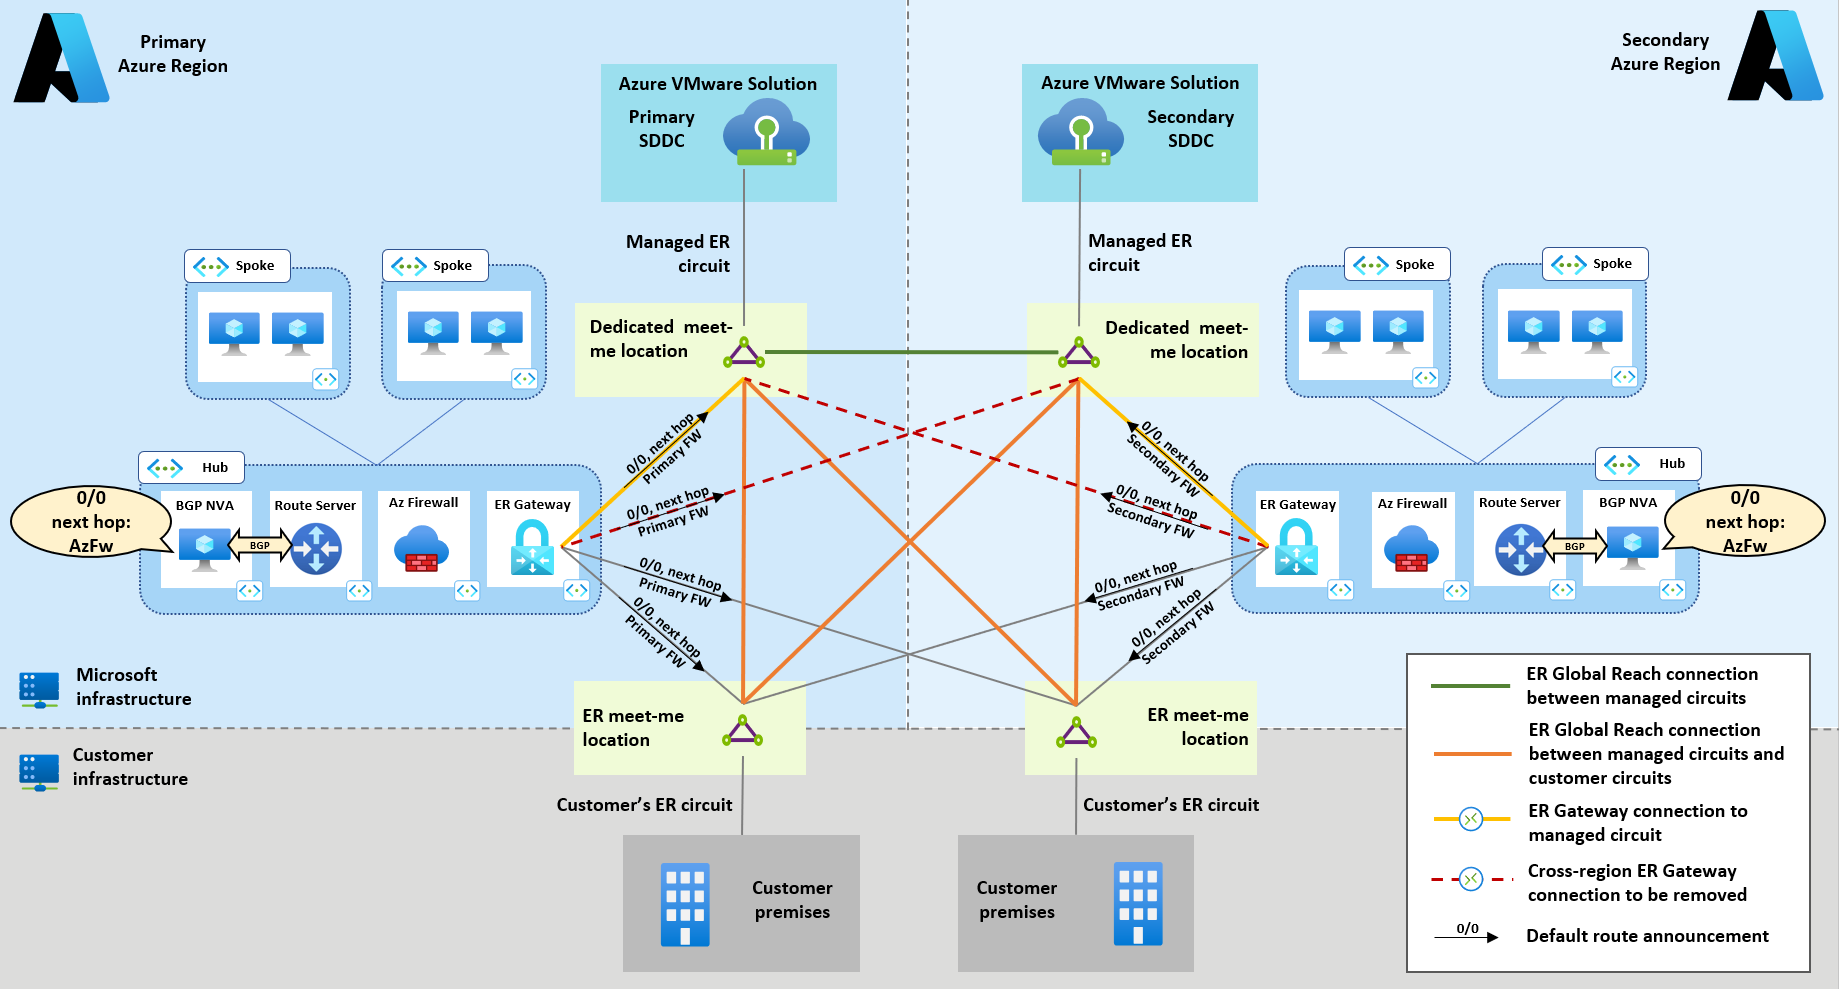 Primary
Azure Region
Secondary
Azure Region
Azure VMware Solution
Primary
SDDC
Azure VMware Solution
Secondary
SDDC
Managed ER
circuit
Managed ER
circuit
Spoke
Spoke
Spoke
Spoke
Dedicated meet-
me location
Dedicated meet-
me location
0/0, next hop
Primary FW
0/0, next hop
Secondary FW
Hub
Hub
0/0
next hop:
AzFw
BGP NVA
BGP
Route Server
Az Firewall
ER Gateway
0/0, next hop
Primary FW
0/0, next hop
Secondary FW
ER Gateway
Az Firewall
Route Server
BGP
BGP NVA
0/0
next hop:
AzFw
0/0, next hop
Primary FW
0/0, next hop
Secondary FW
0/0, next hop
Primary FW
0/0, next hop
Secondary FW
Microsoft
infrastructure
Customer
infrastructure
ER meet-me
location
ER meet-me
location
Customer’s ER circuit
Customer’s ER circuit
Customer
premises
Customer
premises
ER Global Reach connection
between managed circuits
ER Global Reach connection
between managed circuits and
customer circuits
ER Gateway connection to
managed circuit
Cross-region ER Gateway
connection to be removed
0/0
Default route announcement